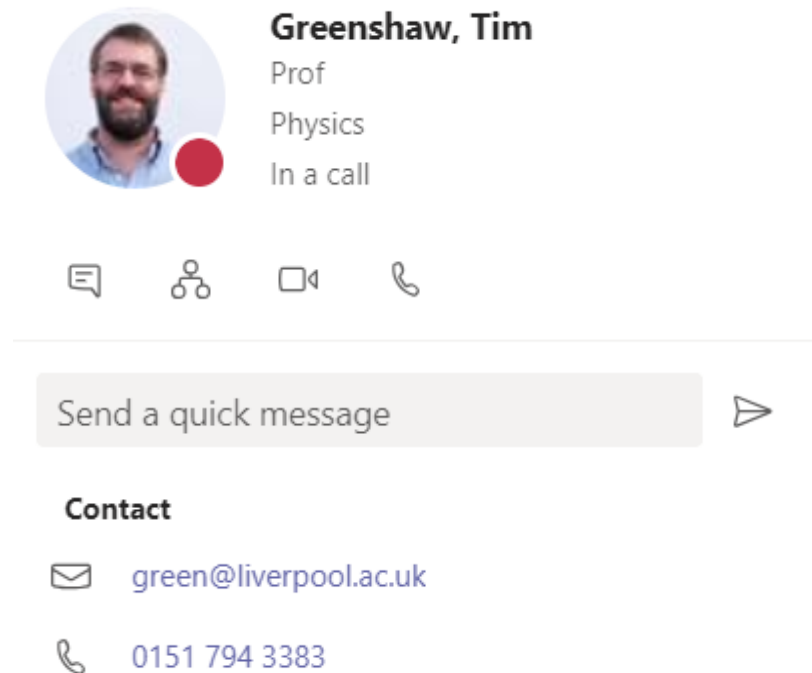 Greenshaw, Tim
Prof
Physics
In a call
Send a quick message
Contact
green@liverpool.ac.uk
0151 794 3383